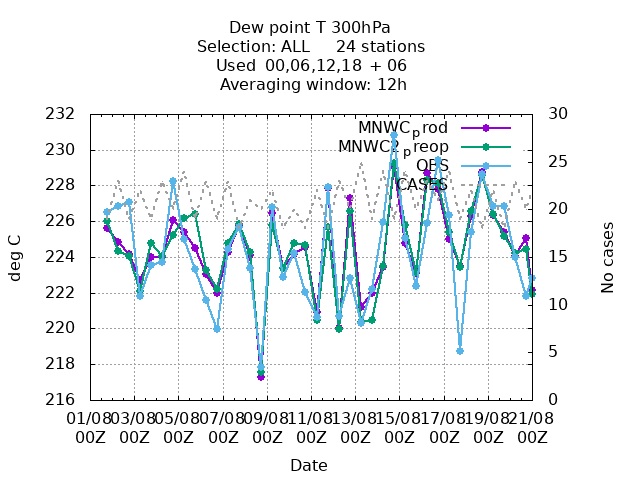 Dew point T 300hPa
Selection: ALL 24 stations
Used 00,06,12,18 + 06
Averaging window: 12h
232
230
228
226
224
222
220
218
216
deg C
30
25
20
15
10
5
0
No cases
MNWC_prod
MNWC2_preop
OBS
CASES
01/08 03/08 05/08 07/08 09/08 11/08 13/08 15/08 17/08 19/08 21/08
00Z 00Z 00Z 00Z 00Z 00Z 00Z 00Z 00Z 00Z 00Z
Date